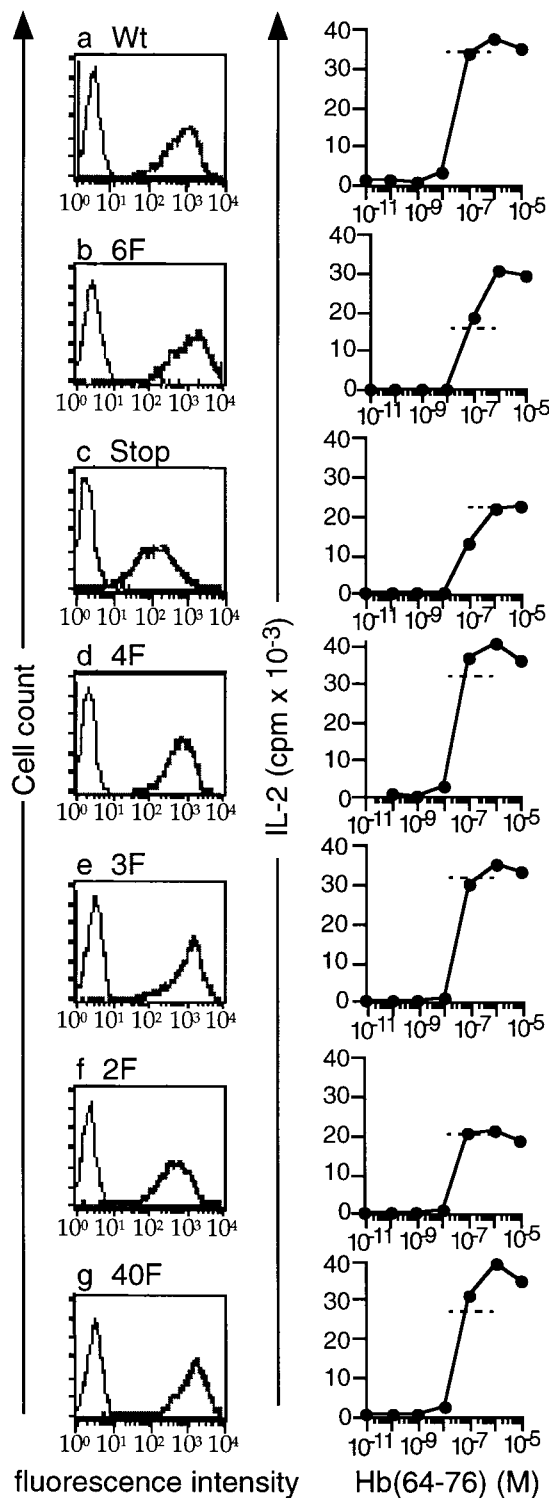 a Wt
40
30
20
10
0
10⁰ 10¹ 10² 10³ 10⁴
10⁻¹¹ 10⁻⁹ 10⁻⁷ 10⁻⁵
b 6F
40
30
20
10
0
10⁰ 10¹ 10² 10³ 10⁴
10⁻¹¹ 10⁻⁹ 10⁻⁷ 10⁻⁵
c Stop
40
30
20
10
0
10⁰ 10¹ 10² 10³ 10⁴
10⁻¹¹ 10⁻⁹ 10⁻⁷ 10⁻⁵
d 4F
40
30
20
10
0
10⁰ 10¹ 10² 10³ 10⁴
10⁻¹¹ 10⁻⁹ 10⁻⁷ 10⁻⁵
Cell count
IL-2 (cpm x 10⁻³)
e 3F
40
30
20
10
0
10⁰ 10¹ 10² 10³ 10⁴
10⁻¹¹ 10⁻⁹ 10⁻⁷ 10⁻⁵
f 2F
40
30
20
10
0
10⁰ 10¹ 10² 10³ 10⁴
10⁻¹¹ 10⁻⁹ 10⁻⁷ 10⁻⁵
g 40F
40
30
20
10
0
10⁰ 10¹ 10² 10³ 10⁴
10⁻¹¹ 10⁻⁹ 10⁻⁷ 10⁻⁵
fluorescence intensity
Hb(64-76) (M)